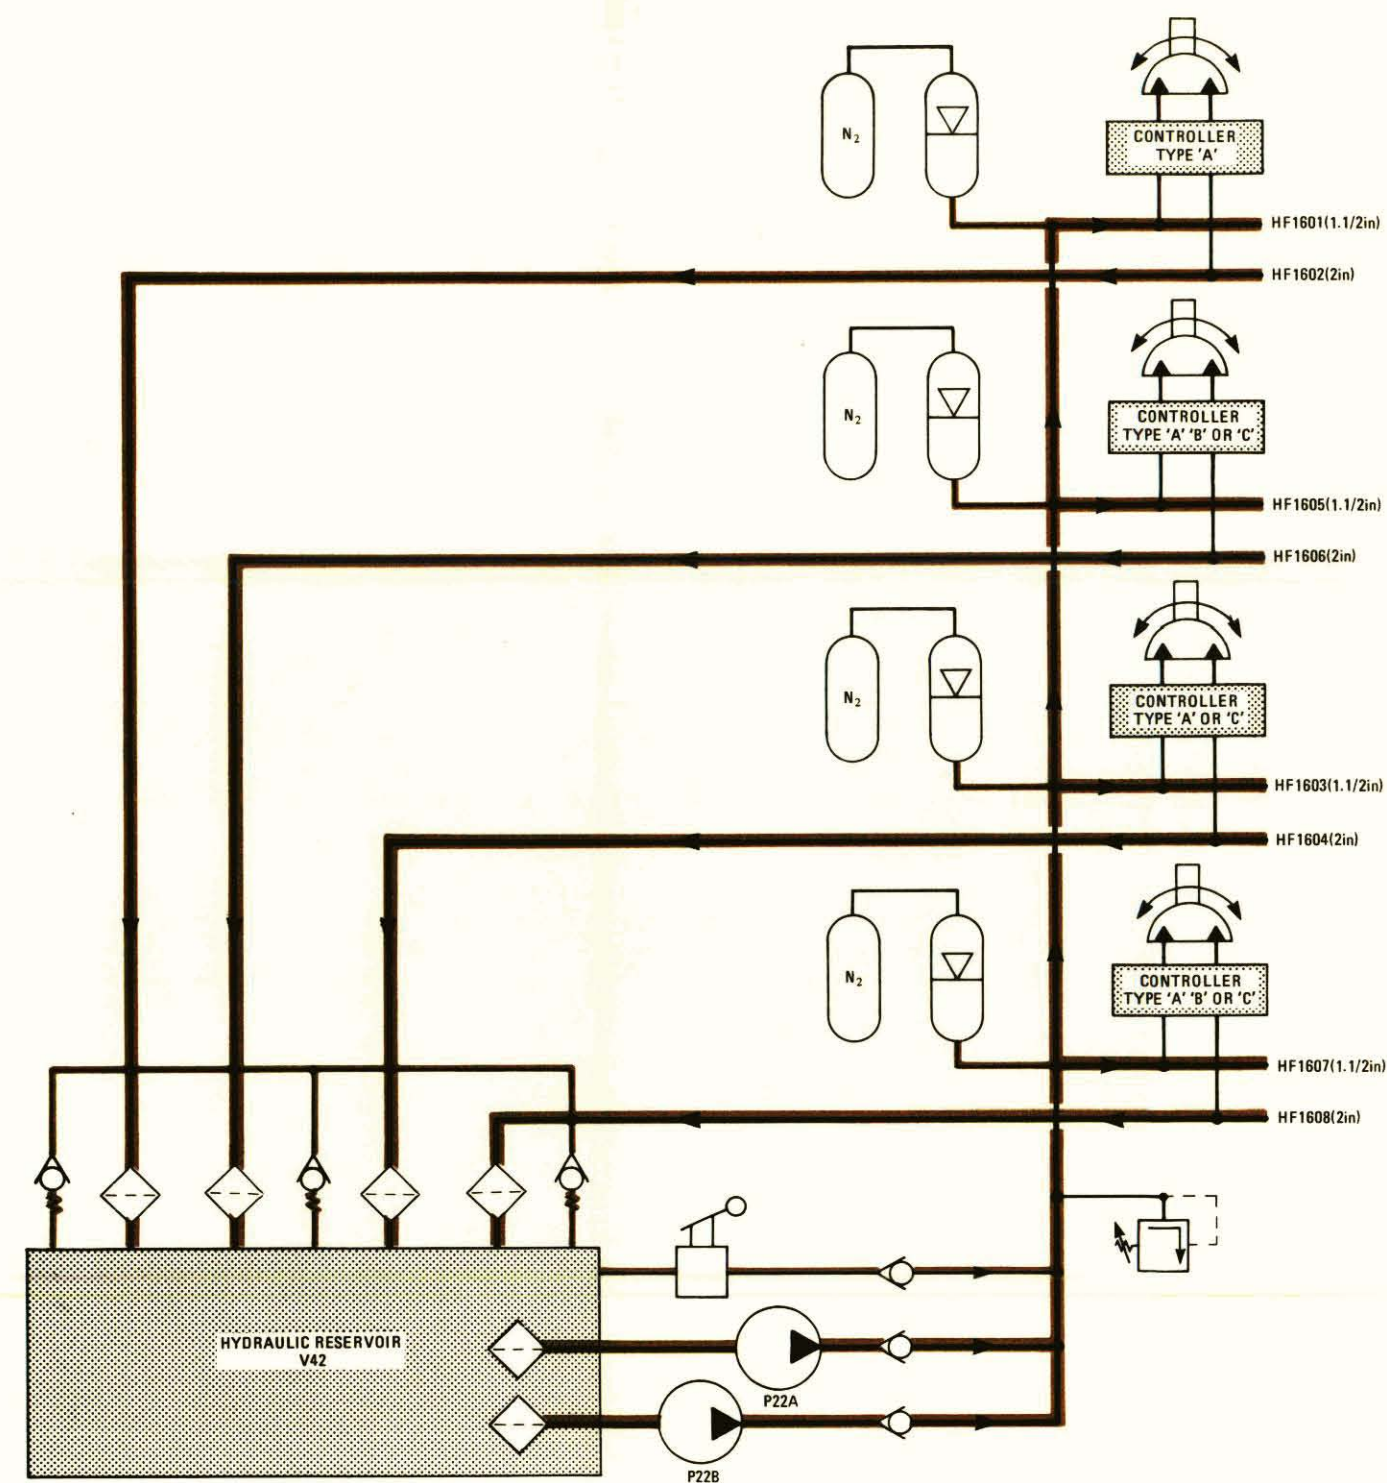 N2
CONTROLLER
TYPE 'A'
HF1601(1.1/2in)
HF1602(2in)
N2
CONTROLLER
TYPE 'A' 'B' OR 'C'
HF1605(1.1/2in)
HF1606(2in)
N2
CONTROLLER
TYPE 'A' OR 'C'
HF1603(1.1/2in)
HF1604(2in)
N2
CONTROLLER
TYPE 'A' 'B' OR 'C'
HF1607(1.1/2in)
HF1608(2in)
HYDRAULIC RESERVOIR
V42
P22A
P22B